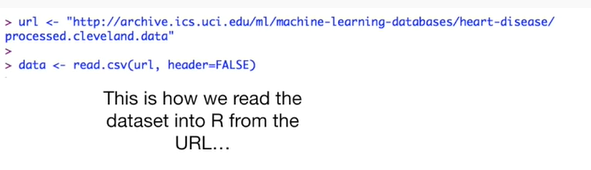 > url <- "http://archive.ics.uci.edu/ml/machine-learning-databases/heart-disease/
processed.cleveland.data"
>
> data <- read.csv(url, header=FALSE)
This is how we read the
dataset into R from the
URL…